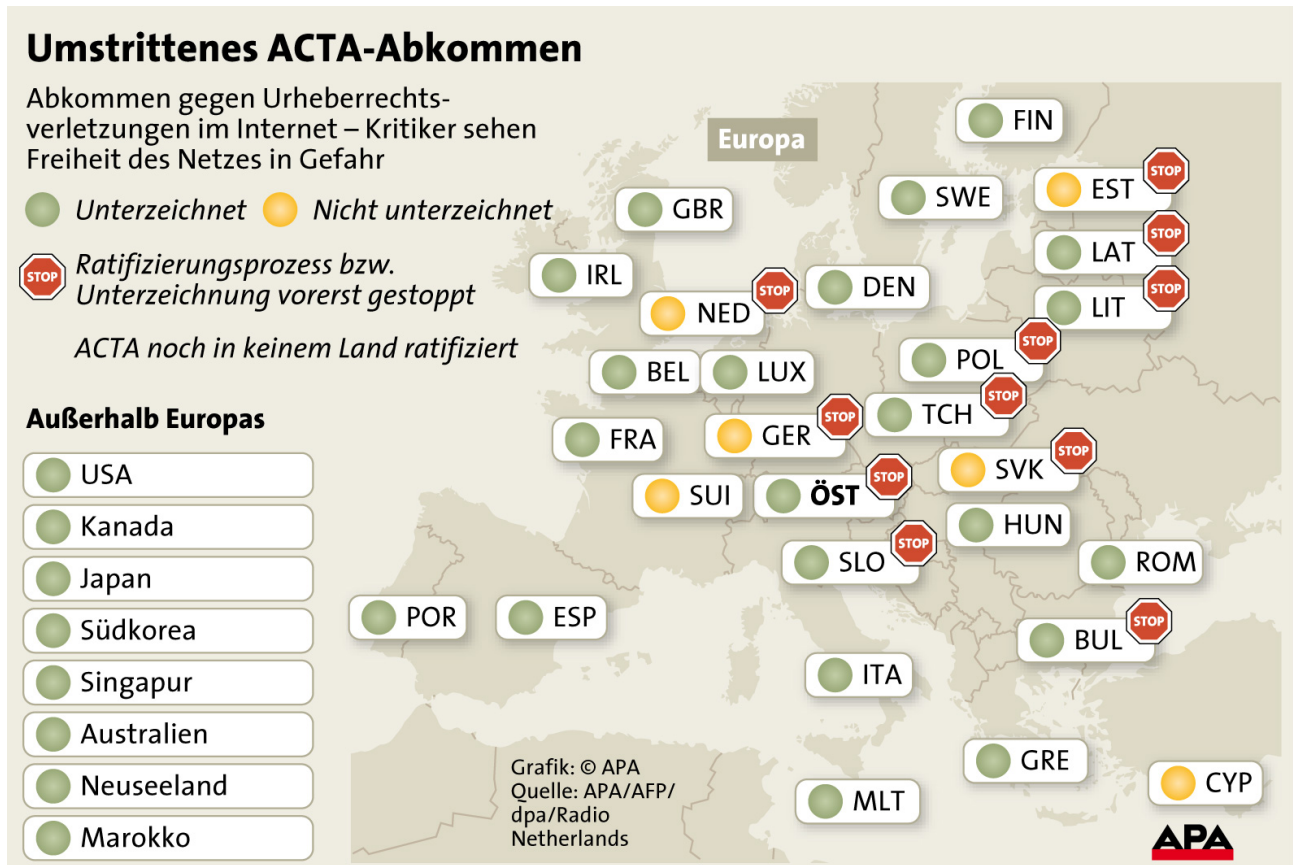 Umstrittenes ACTA-Abkommen
Abkommen gegen Urheberrechts-
verletzungen im Internet – Kritiker sehen
Freiheit des Netzes in Gefahr
Unterzeichnet
Nicht unterzeichnet
STOP
Ratifizierungsprozess bzw.
Unterzeichnung vorerst gestoppt
ACTA noch in keinem Land ratifiziert
Außerhalb Europas
USA
Kanada
Japan
Südkorea
Singapur
Australien
Neuseeland
Marokko
Europa
FIN
EST
STOP
SWE
GBR
LAT
STOP
IRL
DEN
LIT
STOP
NED
STOP
POL
STOP
BEL
LUX
TCH
STOP
FRA
GER
STOP
SVK
STOP
SUI
ÖST
STOP
HUN
SLO
STOP
ROM
POR
ESP
BUL
STOP
ITA
GRE
CYP
MLT
Grafik: © APA
Quelle: APA/AFP/
dpa/Radio
Netherlands
APA